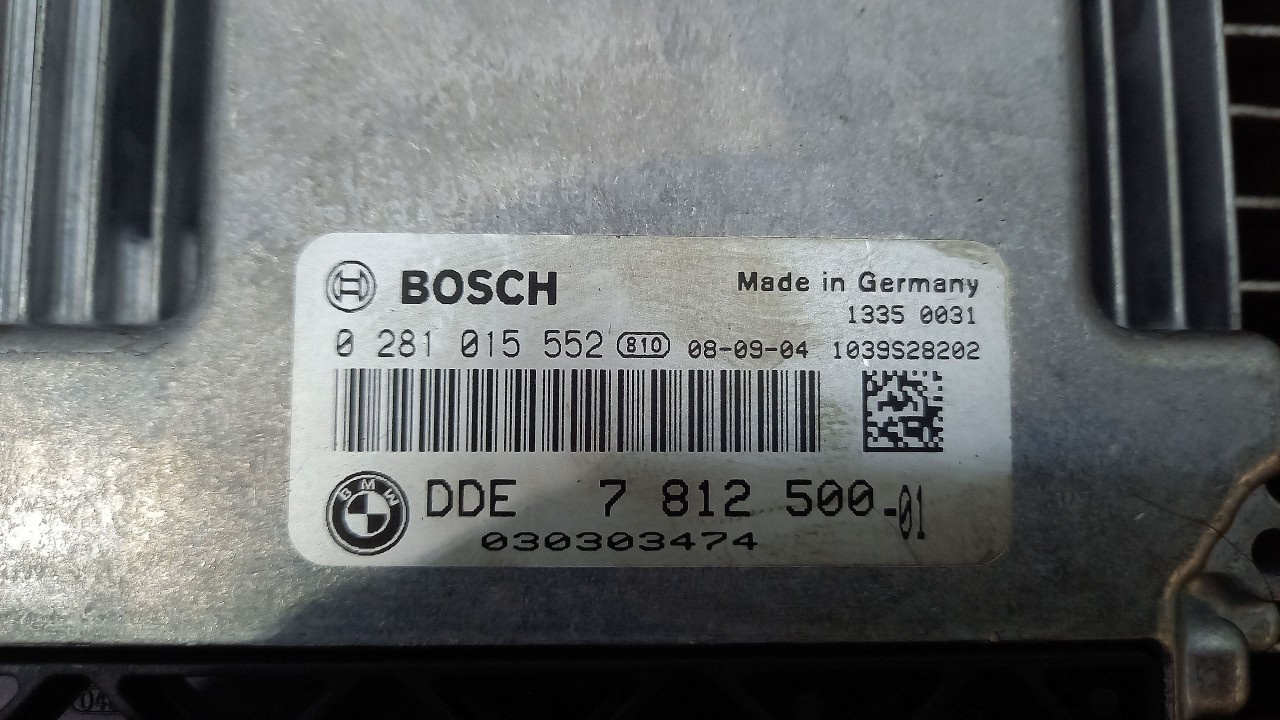 BOSCH
Made in Germany
1335 0031
0 281 015 552 810 08-09-04 1039S28202
BMW
DDE 7 812 500-01
030303474